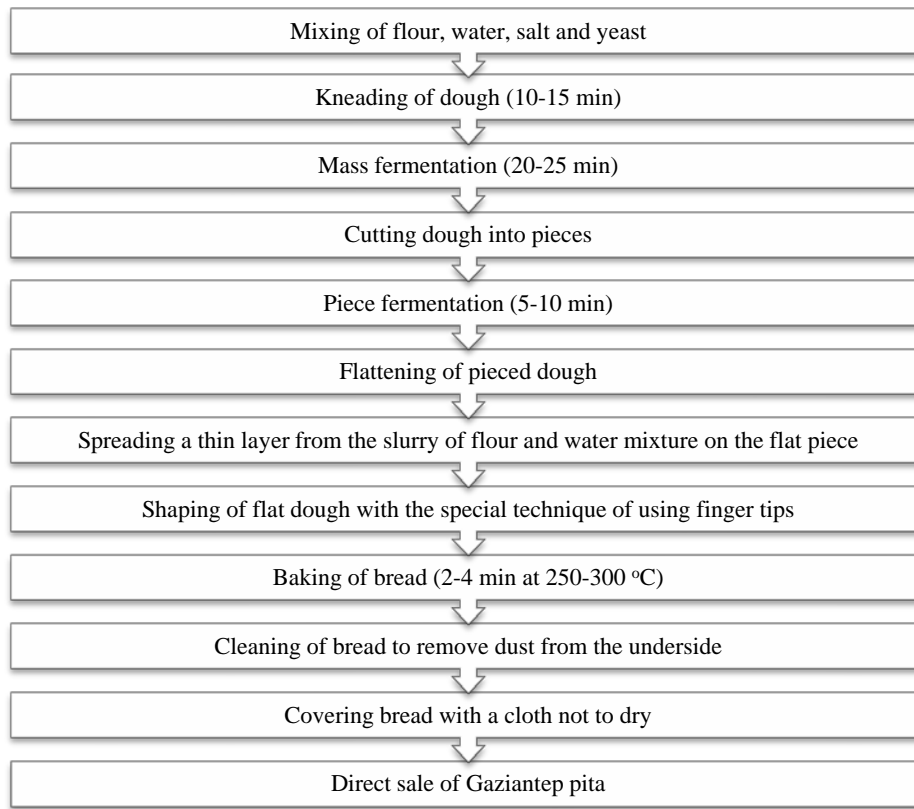 Mixing of flour, water, salt and yeast
Kneading of dough (10-15 min)
Mass fermentation (20-25 min)
Cutting dough into pieces
Piece fermentation (5-10 min)
Flattening of pieced dough
Spreading a thin layer from the slurry of flour and water mixture on the flat piece
Shaping of flat dough with the special technique of using finger tips
Baking of bread (2-4 min at 250-300 ᵒC)
Cleaning of bread to remove dust from the underside
Covering bread with a cloth not to dry
Direct sale of Gaziantep pita